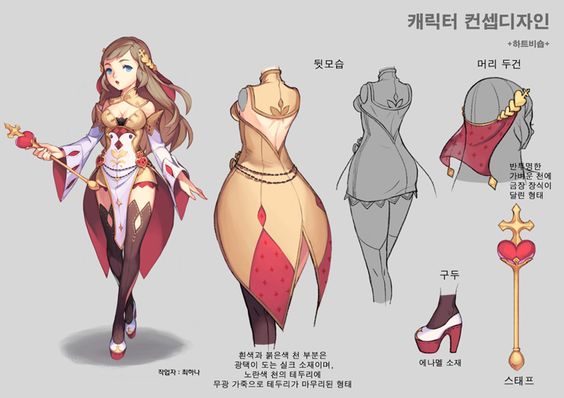 캐릭터 컨셉디자인
+하트비숍+
뒷모습
머리 두건
반투명한
가벼운 천에
금장 장식이
달린 형태
구두
에나멜 소재
스태프
흰색과 붉은색 천 부분은
광택이 도는 실크 소재이며,
노란색 천의 테두리에
무광 가죽으로 테두리가 마무리된 형태
작업자 : 최하나